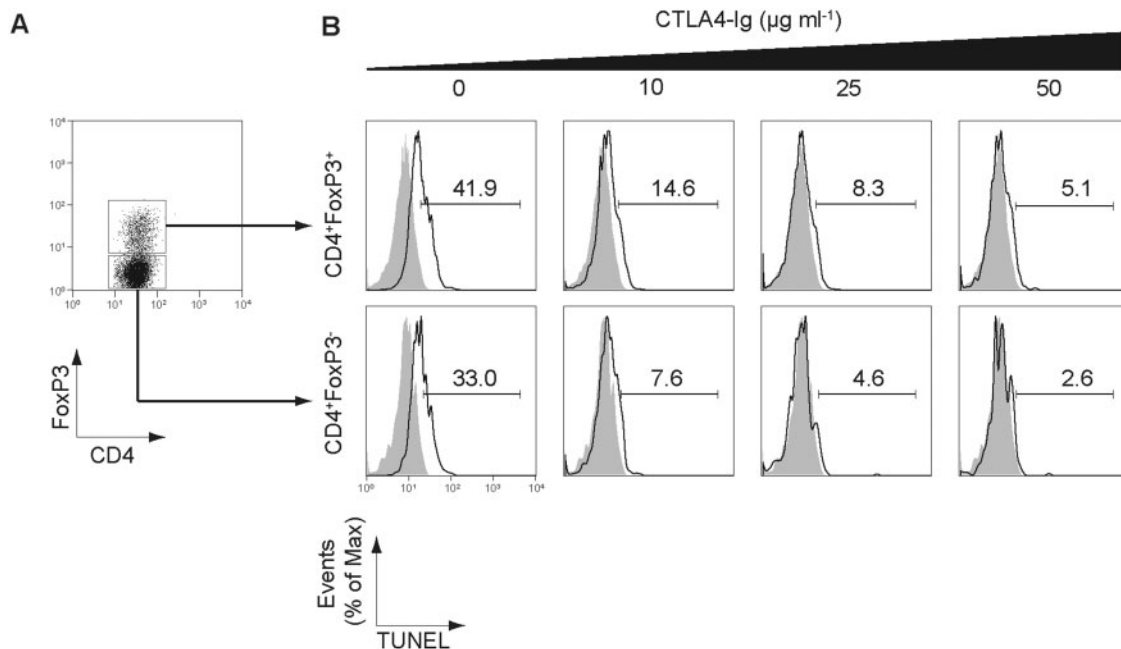 A
B
CTLA4-Ig (µg ml⁻¹)
0 10 25 50
10⁴
10³
10²
10¹
10⁰
10⁰ 10¹ 10² 10³ 10⁴
FoxP3
CD4
CD4⁺FoxP3⁺
41.9 14.6 8.3 5.1
CD4⁺FoxP3⁻
33.0 7.6 4.6 2.6
10⁰ 10¹ 10² 10³ 10⁴
Events
(% of Max)
TUNEL